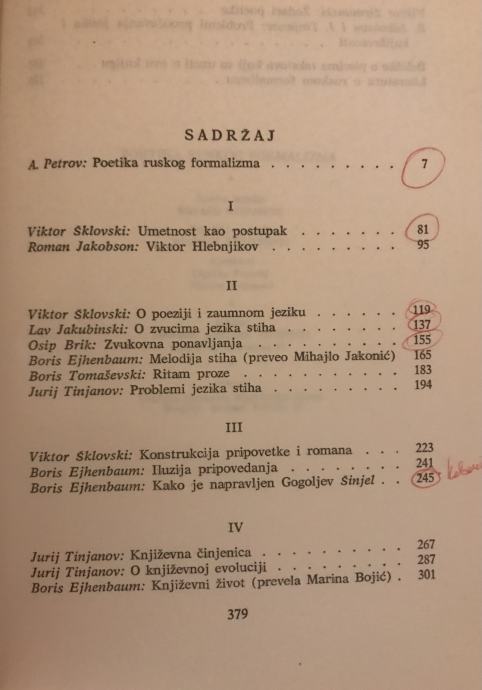 SADRŽAJ
A. Petrov: Poetika ruskog formalizma . . . . . . . . . 7
I
Viktor Šklovski: Umetnost kao postupak . . . . . . . 81
Roman Jakobson: Viktor Hlebnjikov . . . . . . . . . 95
II
Viktor Šklovski: O poeziji i zaumnom jeziku . . . . . . 119
Lav Jakubinski: O zvucima jezika stiha . . . . . . . . 137
Osip Brik: Zvukovna ponavljanja . . . . . . . . . . 155
Boris Ejhenbaum: Melodija stiha (preveo Mihajlo Jakonić) 165
Boris Tomaševski: Ritam proze . . . . . . . . . . . 183
Jurij Tinjanov: Problemi jezika stiha . . . . . . . . . 194
III
Viktor Šklovski: Konstrukcija pripovetke i romana . . . 223
Boris Ejhenbaum: Iluzija pripovedanja . . . . . . . . 241
Boris Ejhenbaum: Kako je napravljen Gogoljev Šinjel . . 245
IV
Jurij Tinjanov: Književna činjenica . . . . . . . . . 267
Jurij Tinjanov: O književnoj evoluciji . . . . . . . . 287
Boris Ejhenbaum: Književni život (prevela Marina Bojić) . 301
379